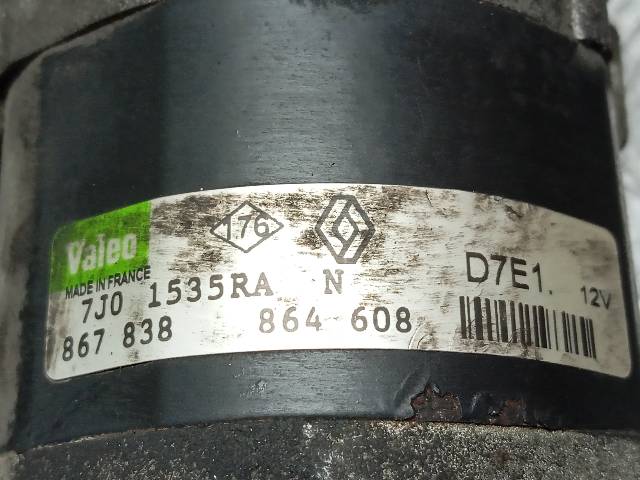 Valeo
MADE IN FRANCE
176
7J0 1535RA N
867 838 864 608
D7E1. 12V